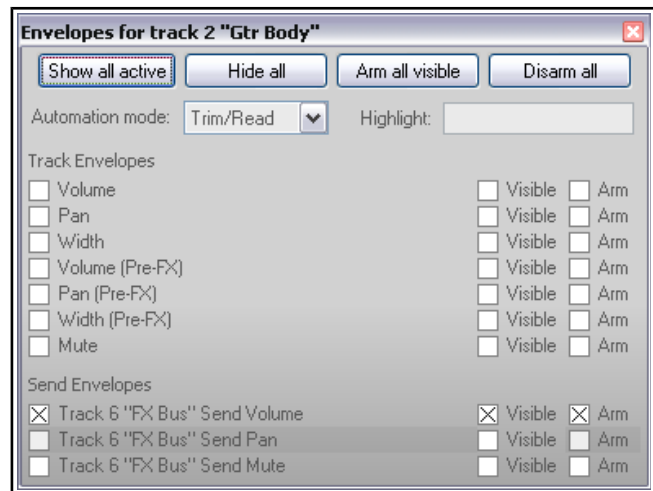 Envelopes for track 2 "Gtr Body"
Show all active Hide all Arm all visible Disarm all
Automation mode: Trim/Read Highlight:
Track Envelopes
Volume Visible Arm
Pan Visible Arm
Width Visible Arm
Volume (Pre-FX) Visible Arm
Pan (Pre-FX) Visible Arm
Width (Pre-FX) Visible Arm
Mute Visible Arm
Send Envelopes
Track 6 "FX Bus" Send Volume Visible Arm
Track 6 "FX Bus" Send Pan Visible Arm
Track 6 "FX Bus" Send Mute Visible Arm